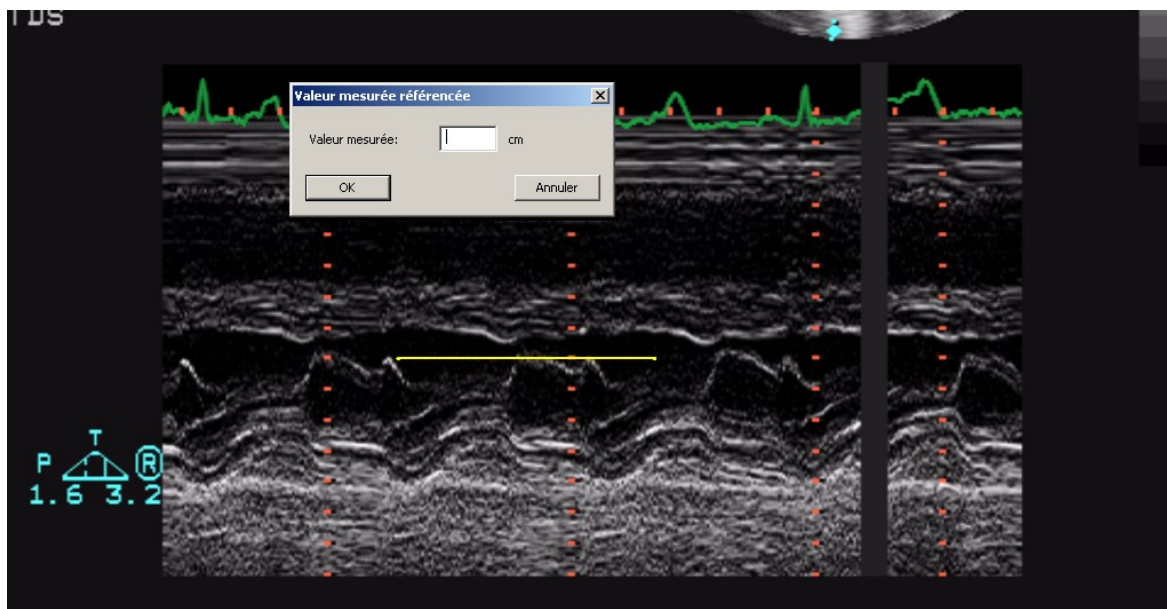 TDS
Valeur mesurée référencée
Valeur mesurée:
cm
OK
Annuler
T
P
R
1.6 3.2